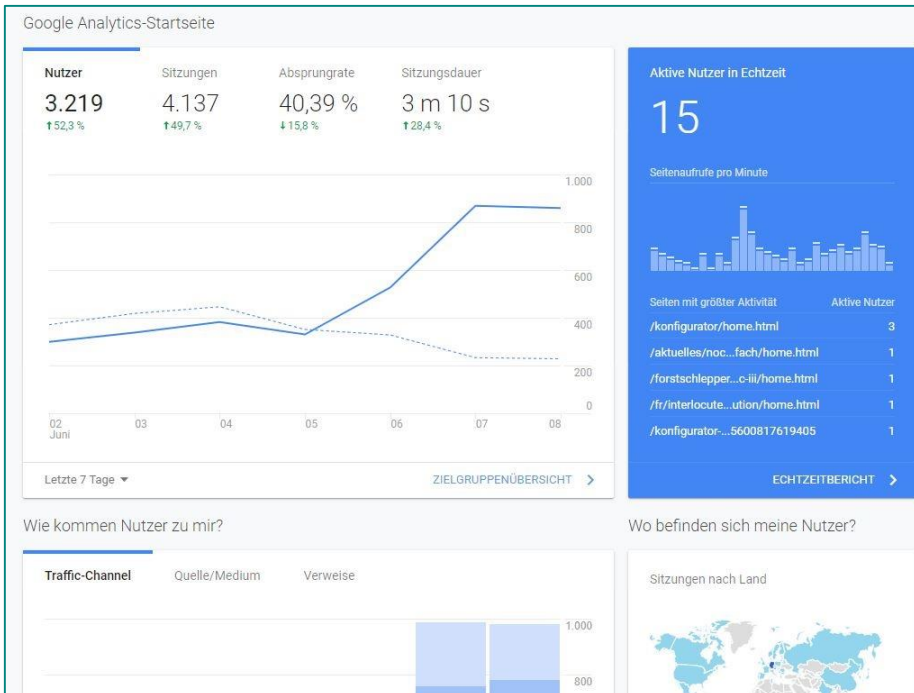 Google Analytics-Startseite
Nutzer
Sitzungen
Absprungrate
Sitzungsdauer
3.219
4.137
40,39 %
3 m 10 s
↑52,3 %
↑49,7 %
↓15,8 %
↑28,4 %
1.000
800
600
400
200
0
02
Juni
03
04
05
06
07
08
Letzte 7 Tage
ZIELGRUPPENÜBERSICHT
Aktive Nutzer in Echtzeit
15
Seitenaufrufe pro Minute
Seiten mit größter Aktivität Aktive Nutzer
/konfigurator/home.html 3
/aktuelles/noc...fach/home.html 1
/forstschlepper...c-iii/home.html 1
/fr/interlocute...ution/home.html 1
/konfigurator-...5600817619405 1
ECHTZEITBERICHT
Wie kommen Nutzer zu mir?
Traffic-Channel
Quelle/Medium
Verweise
1.000
800
Wo befinden sich meine Nutzer?
Sitzungen nach Land